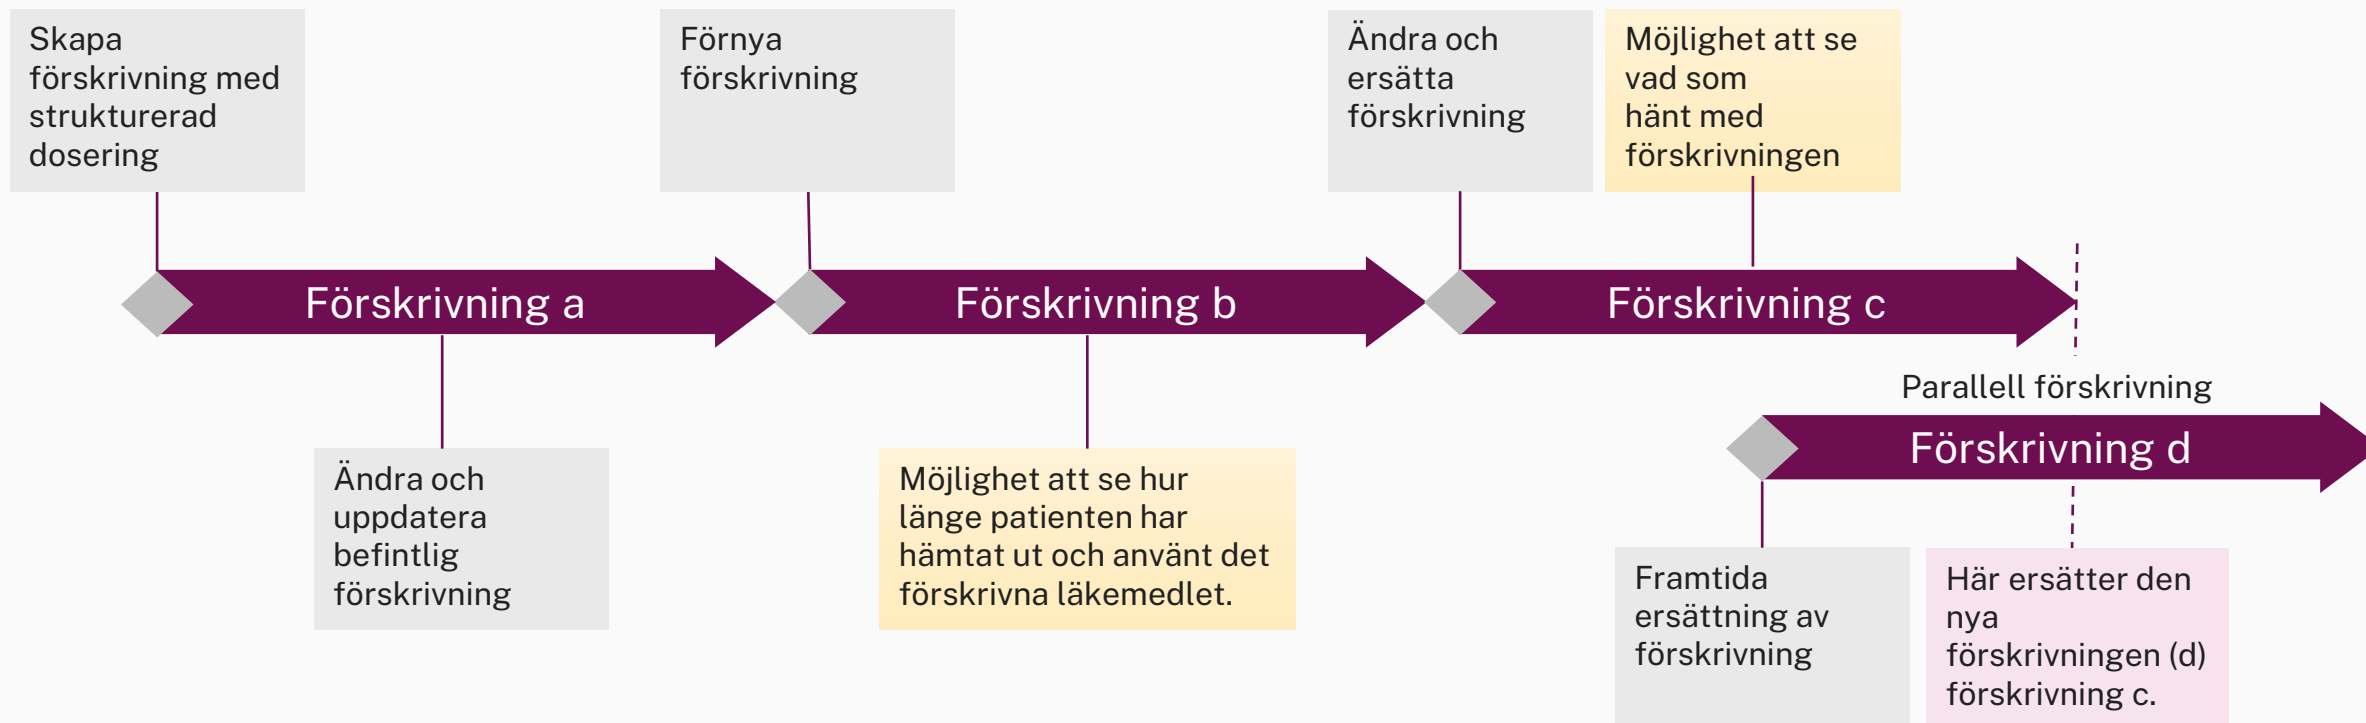 Skapa
förskrivning med
strukturerad
dosering
Förnya
förskrivning
Ändra och
ersätta
förskrivning
Möjlighet att se
vad som
hänt med
förskrivningen
Förskrivning a
Förskrivning b
Förskrivning c
Parallell förskrivning
Förskrivning d
Ändra och
uppdatera
befintlig
förskrivning
Möjlighet att se hur
länge patienten har
hämtat ut och använt det
förskrivna läkemedlet.
Framtida
ersättning av
förskrivning
Här ersätter den
nya
förskrivningen (d)
förskrivning c.